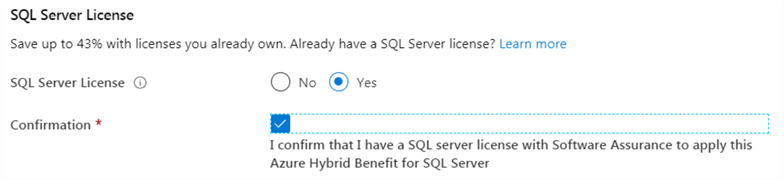 SQL Server License
Save up to 43% with licenses you already own. Already have a SQL Server license? Learn more
SQL Server License No Yes
Confirmation *
I confirm that I have a SQL server license with Software Assurance to apply this
Azure Hybrid Benefit for SQL Server